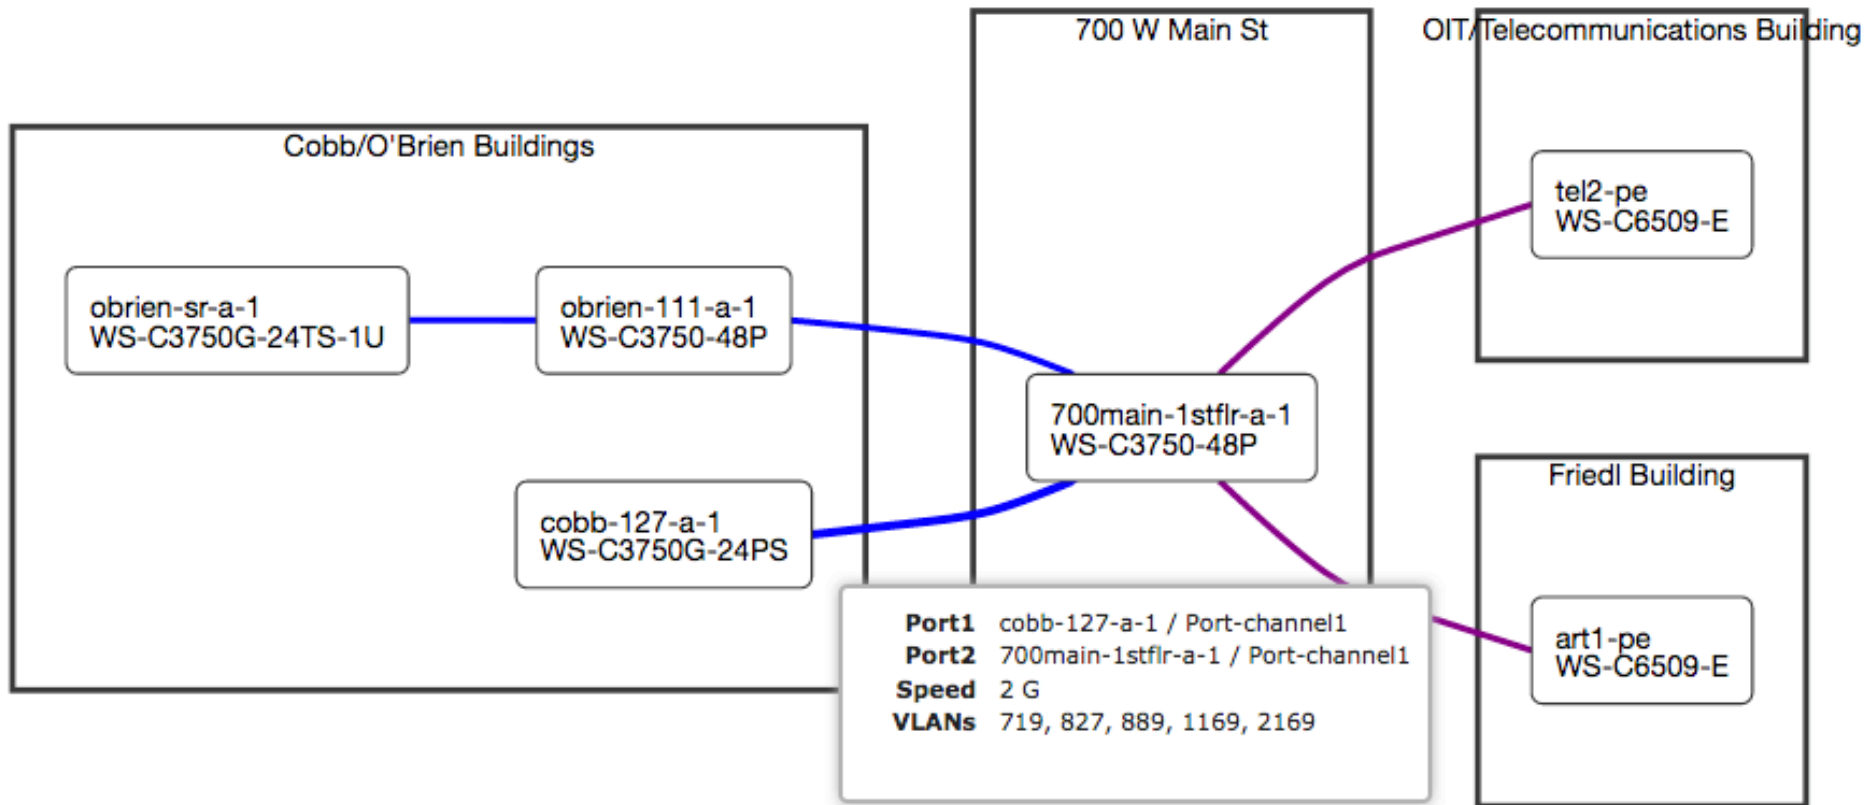 700 W Main St
OIT/Telecommunications Building
Cobb/O'Brien Buildings
tel2-pe
WS-C6509-E
obrien-sr-a-1
WS-C3750G-24TS-1U
obrien-111-a-1
WS-C3750-48P
700main-1stflr-a-1
WS-C3750-48P
Friedl Building
cobb-127-a-1
WS-C3750G-24PS
Port1 cobb-127-a-1 / Port-channel1
Port2 700main-1stflr-a-1 / Port-channel1
Speed 2 G
VLANs 719, 827, 889, 1169, 2169
art1-pe
WS-C6509-E